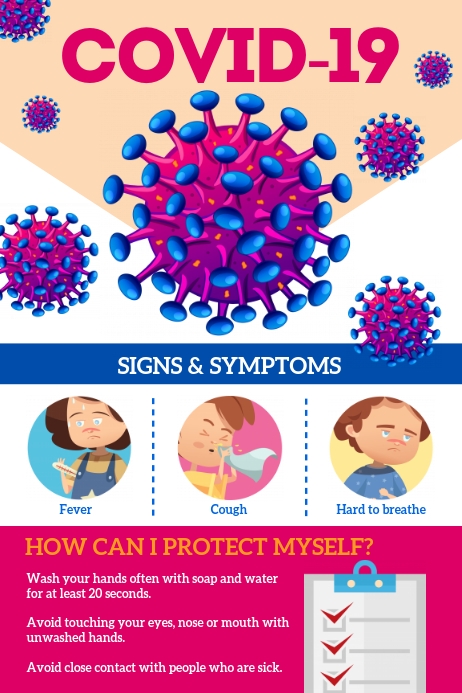 COVID-19
SIGNS & SYMPTOMS
Fever
Cough
Hard to breathe
HOW CAN I PROTECT MYSELF?
Wash your hands often with soap and water
for at least 20 seconds.
Avoid touching your eyes, nose or mouth with
unwashed hands.
Avoid close contact with people who are sick.